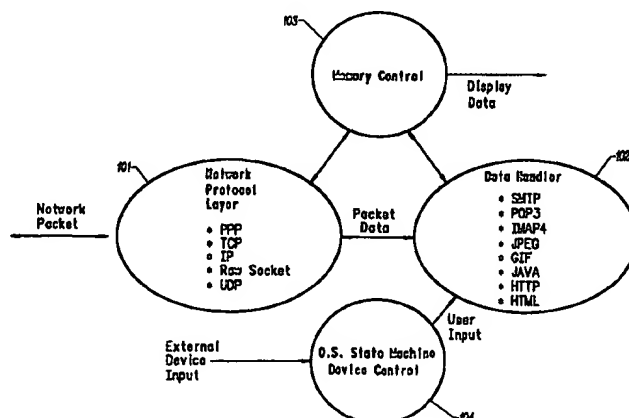 103
Memory Control
Display
Data
101
Network
Protocol
Layer
• PPP
• TCP
• IP
• Raw Socket
• UDP
Network
Packet
Packet
Data
102
Data Handler
• SMTP
• POP3
• IMAP4
• JPEG
• GIF
• JAVA
• HTTP
• HTML
User
Input
External
Device
Input
O.S. State Machine
Device Control
104